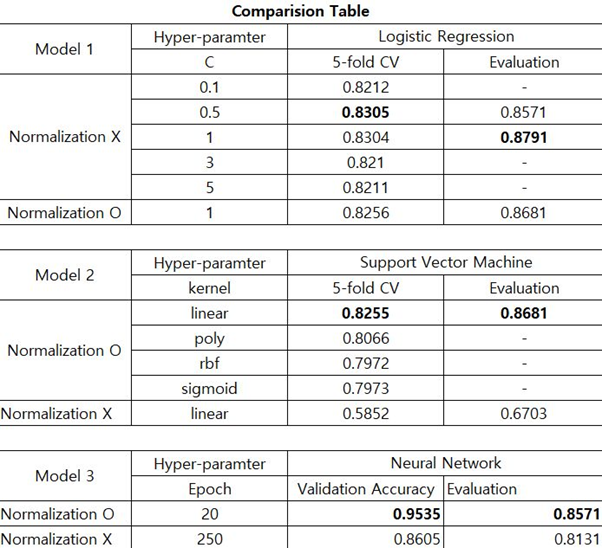 Comparision Table
Model 1 Hyper-paramter Logistic Regression
C 5-fold CV Evaluation
Normalization X 0.1 0.8212 -
0.5 0.8305 0.8571
1 0.8304 0.8791
3 0.821 -
5 0.8211 -
Normalization O 1 0.8256 0.8681
Model 2 Hyper-paramter Support Vector Machine
kernel 5-fold CV Evaluation
Normalization O linear 0.8255 0.8681
poly 0.8066 -
rbf 0.7972 -
sigmoid 0.7973 -
Normalization X linear 0.5852 0.6703
Model 3 Hyper-paramter Neural Network
Epoch Validation Accuracy Evaluation
Normalization O 20 0.9535 0.8571
Normalization X 250 0.8605 0.8131